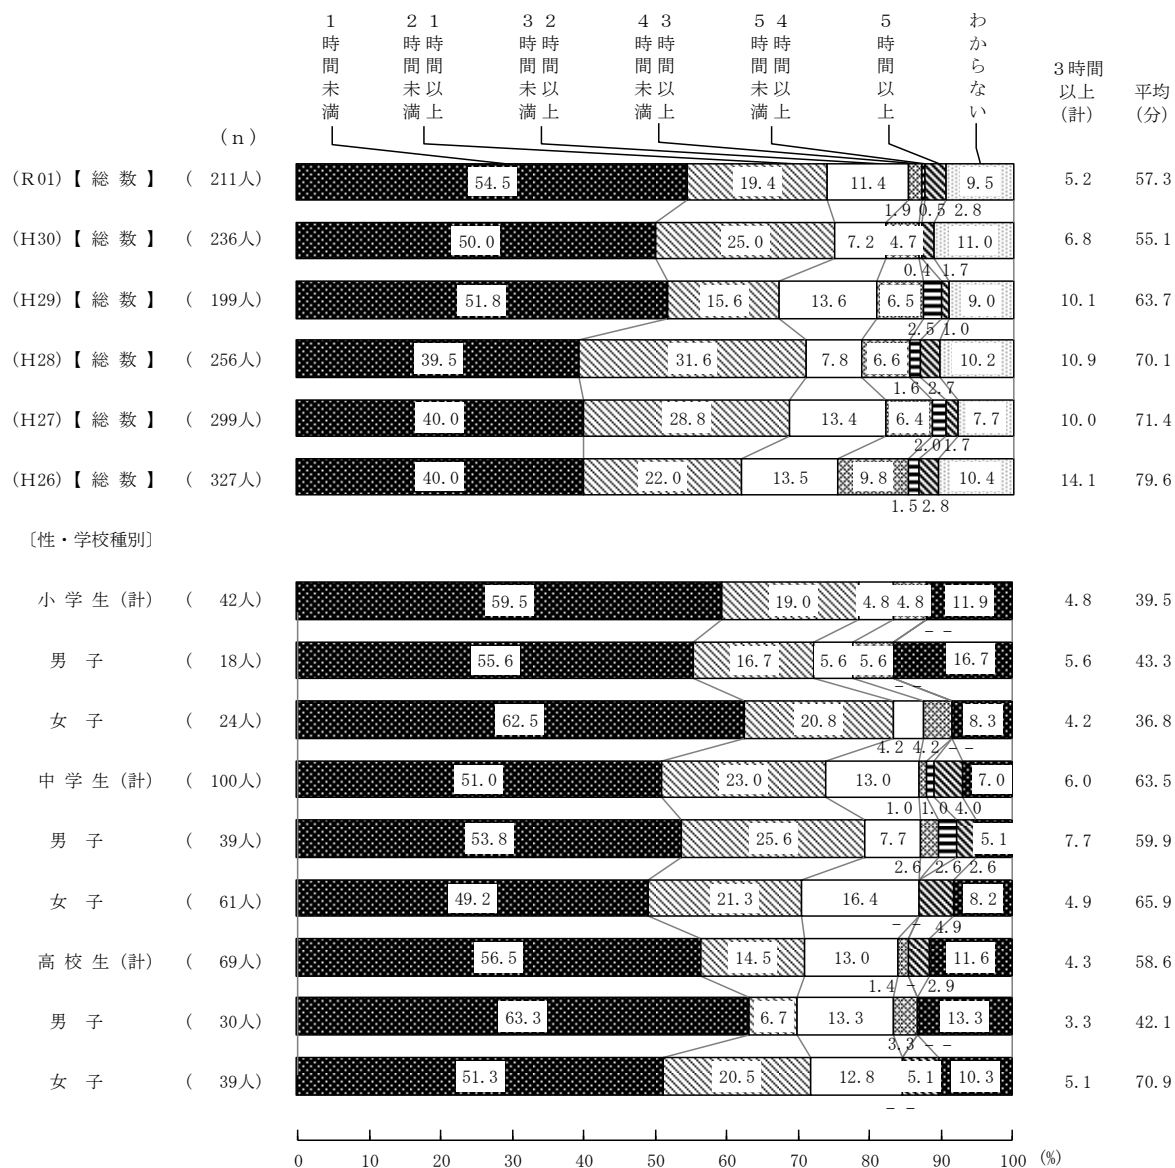 1時間未満
1時間以上2時間未満
2時間以上3時間未満
3時間以上4時間未満
4時間以上5時間未満
5時間以上
わからない
3時間以上(計)
平均(分)
(n)
(R01)【 総 数 】 ( 211人) 54.5 19.4 11.4 9.5 5.2 57.3
1.9 0.5 2.8
(H30)【 総 数 】 ( 236人) 50.0 25.0 7.2 4.7 11.0 6.8 55.1
0.4 1.7
(H29)【 総 数 】 ( 199人) 51.8 15.6 13.6 6.5 9.0 10.1 63.7
2.5 1.0
(H28)【 総 数 】 ( 256人) 39.5 31.6 7.8 6.6 10.2 10.9 70.1
1.6 2.7
(H27)【 総 数 】 ( 299人) 40.0 28.8 13.4 6.4 7.7 10.0 71.4
2.0 1.7
(H26)【 総 数 】 ( 327人) 40.0 22.0 13.5 9.8 10.4 14.1 79.6
1.5 2.8
〔性・学校種別〕
小 学 生 (計) ( 42人) 59.5 19.0 4.8 4.8 11.9 4.8 39.5
− −
男 子 ( 18人) 55.6 16.7 5.6 5.6 16.7 5.6 43.3
− −
女 子 ( 24人) 62.5 20.8 8.3 4.2 36.8
4.2 4.2 − −
中 学 生 (計) ( 100人) 51.0 23.0 13.0 7.0 6.0 63.5
1.0 1.0 4.0
男 子 ( 39人) 53.8 25.6 7.7 5.1 7.7 59.9
2.6 2.6 2.6
女 子 ( 61人) 49.2 21.3 16.4 8.2 4.9 65.9
− − 4.9
高 校 生 (計) ( 69人) 56.5 14.5 13.0 11.6 4.3 58.6
1.4 − 2.9
男 子 ( 30人) 63.3 6.7 13.3 13.3 3.3 42.1
3.3 − −
女 子 ( 39人) 51.3 20.5 12.8 5.1 10.3 5.1 70.9
− −
0 10 20 30 40 50 60 70 80 90 100 (%)